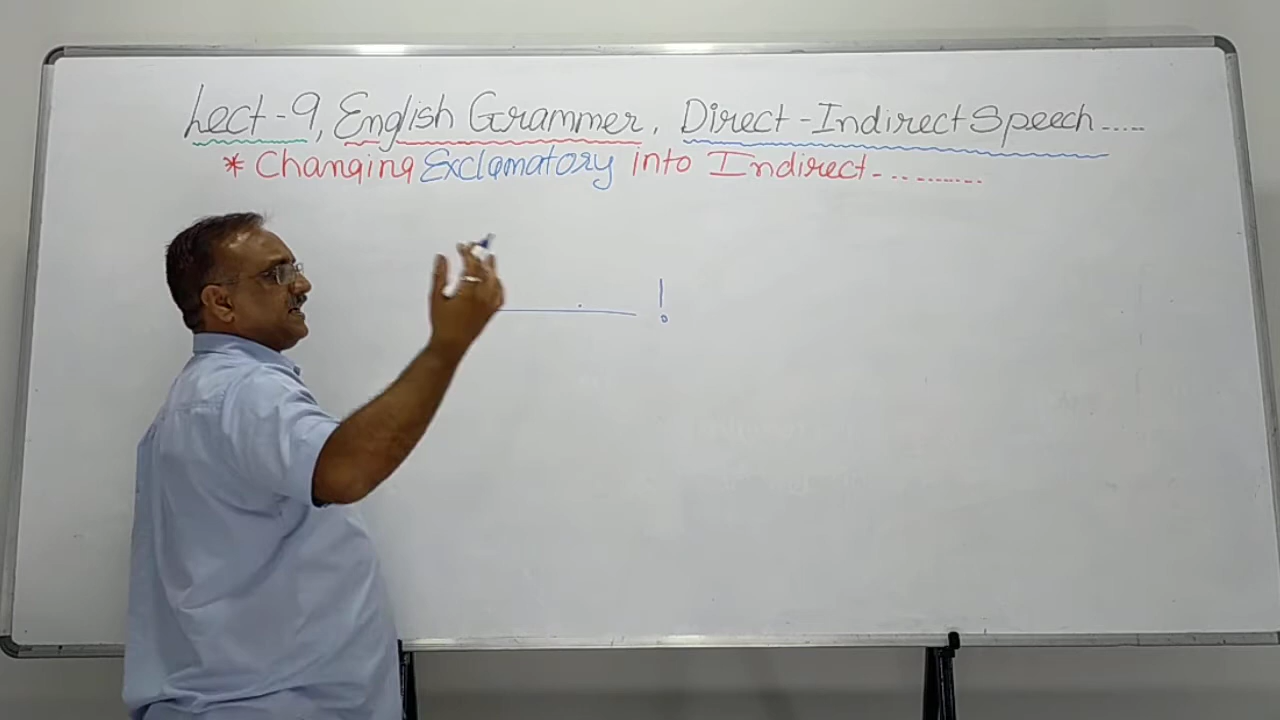 Lect-9, English Grammer, Direct-Indirect Speech.....
* Changing Exclamatory into Indirect...........
!